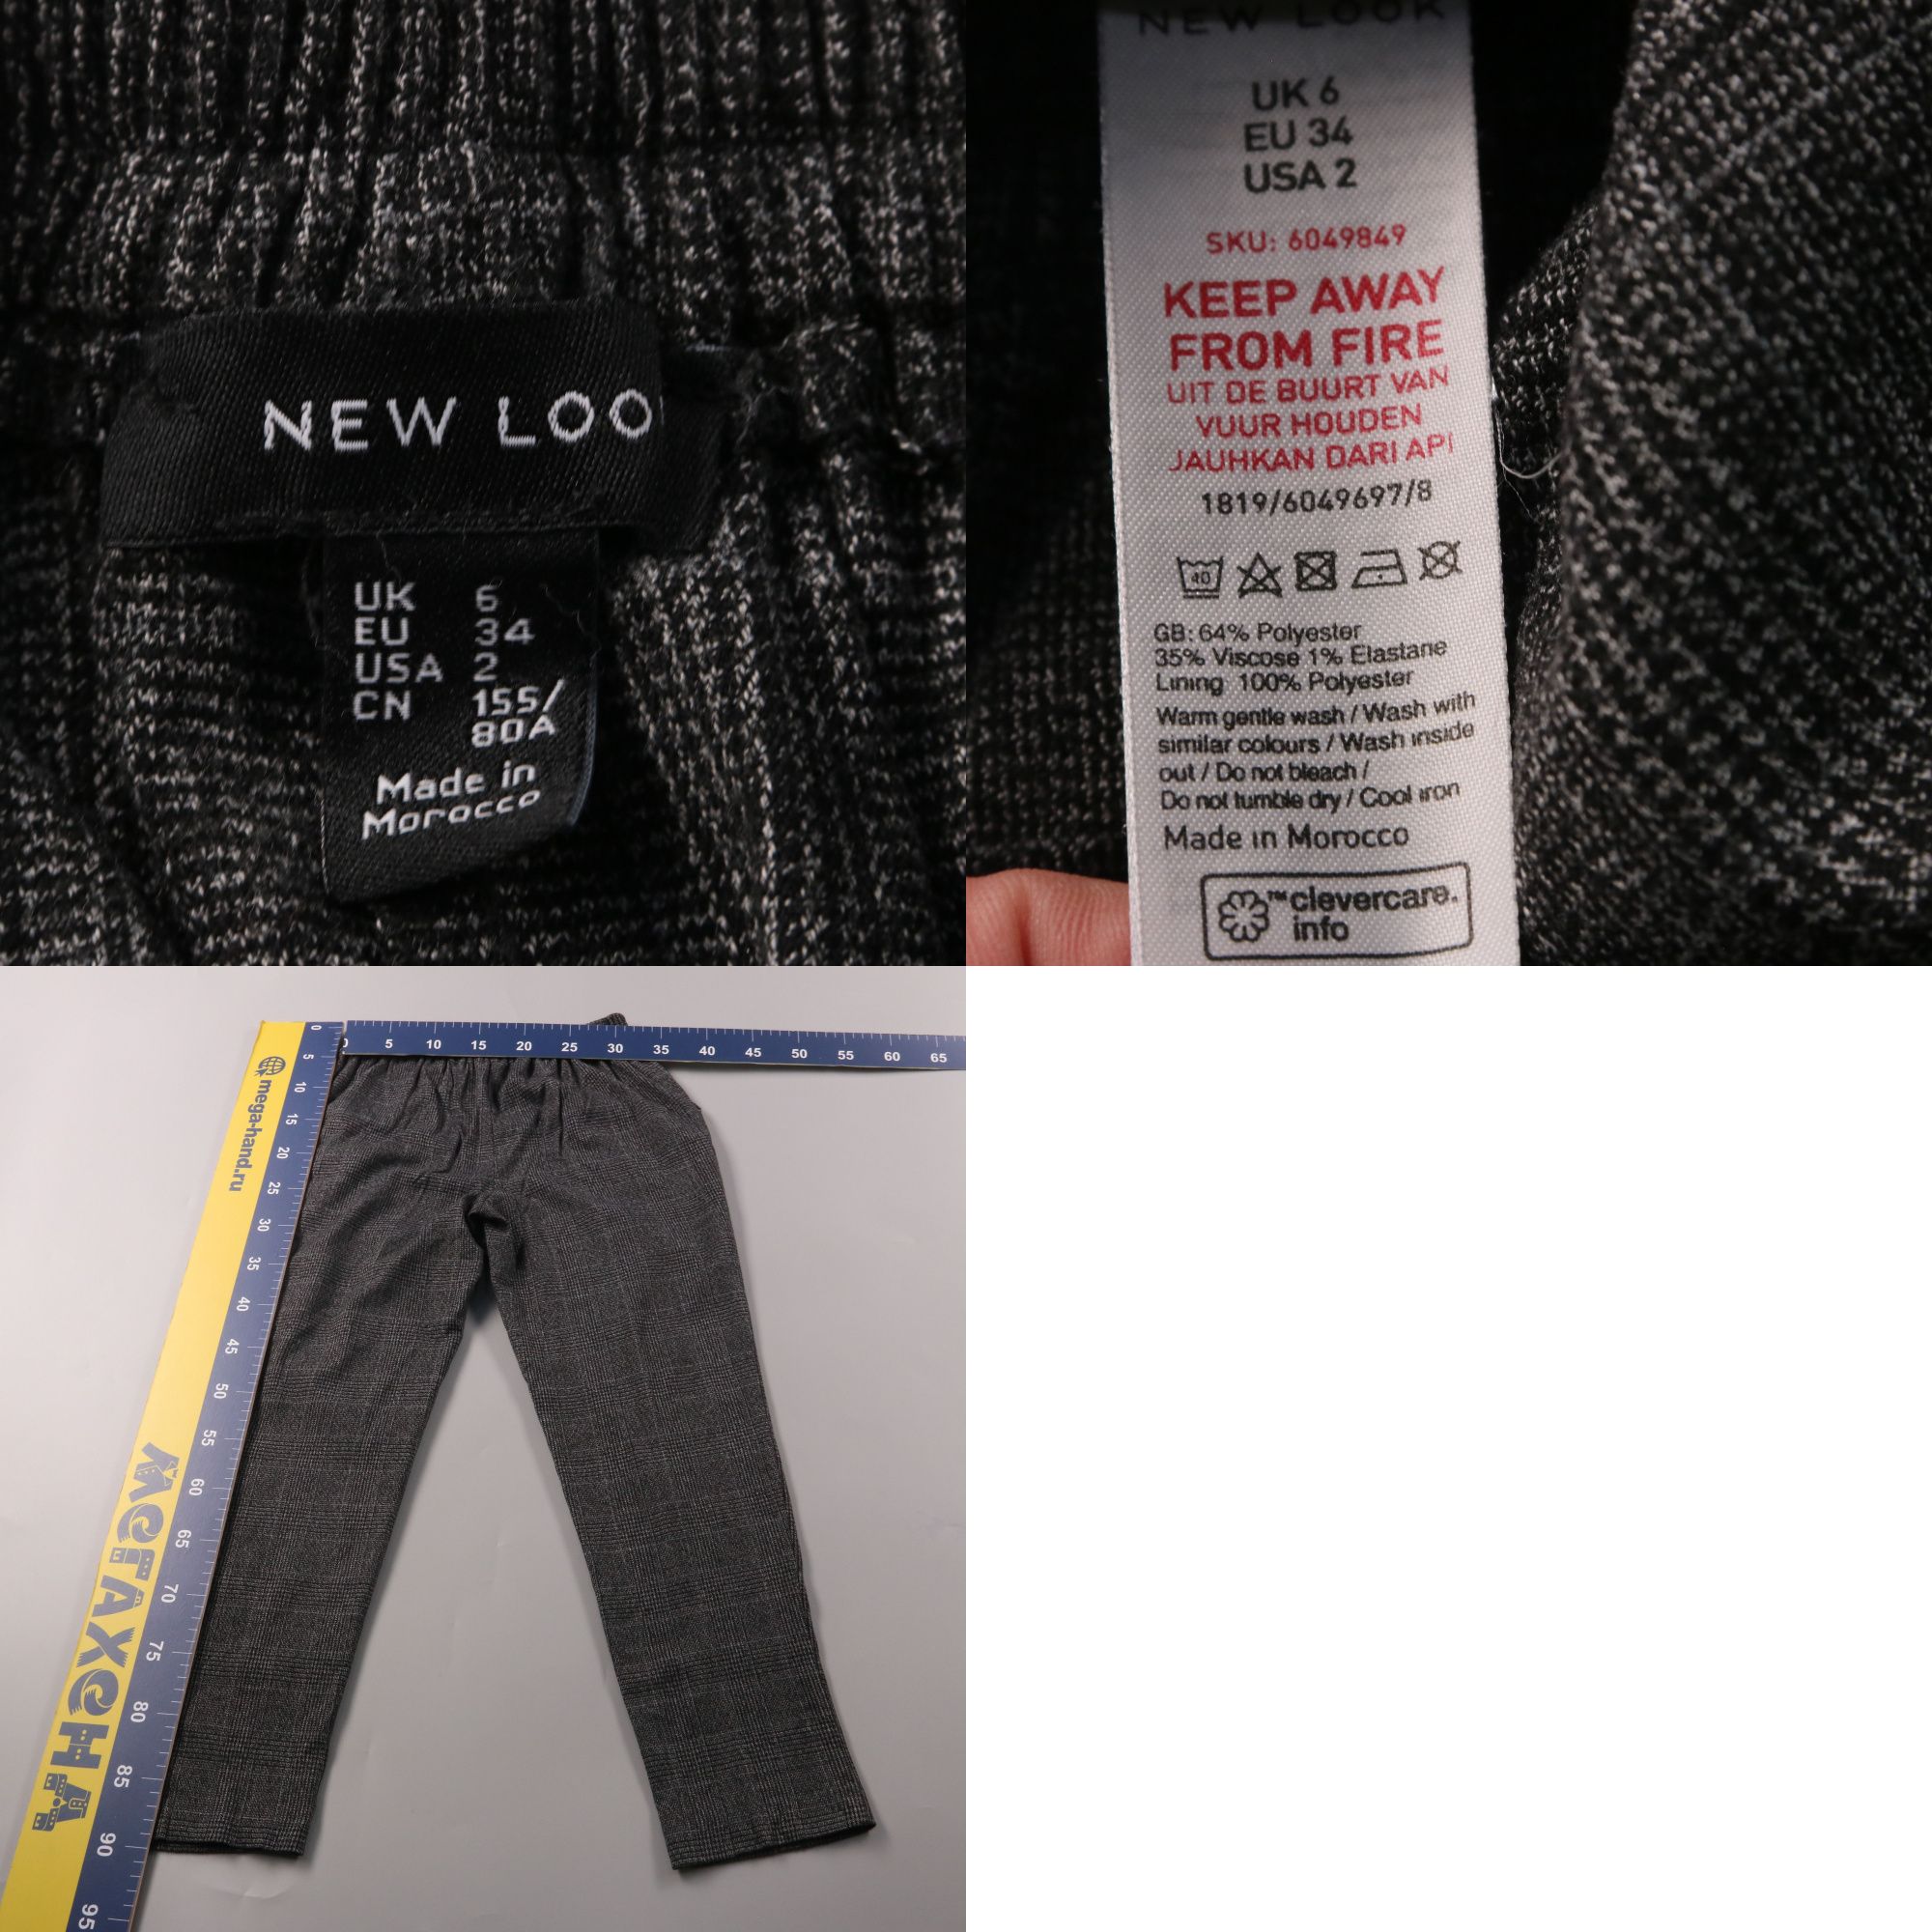 NEW LOO
UK 6
EU 34
USA 2
CN 155/
80A
Made in
Morocco
NEW LOOK
UK 6
EU 34
USA 2
SKU: 6049849
KEEP AWAY
FROM FIRE
UIT DE BUURT VAN
VUUR HOUDEN
JAUHKAN DARI API
1819/6049697/8
40
GB: 64% Polyester
35% Viscose 1% Elastane
Lining 100% Polyester
Warm gentle wash / Wash with
similar colours / Wash inside
out / Do not bleach /
Do not tumble dry / Cool iron
Made in Morocco
™clevercare.
info
0 5 10 15 20 25 30 35 40 45 50 55 60 65
0 5 10 15 20 25 30 35 40 45 50 55 60 65 70 75 80 85 90 95
mega-hand.ru
МЕГАХЕНД